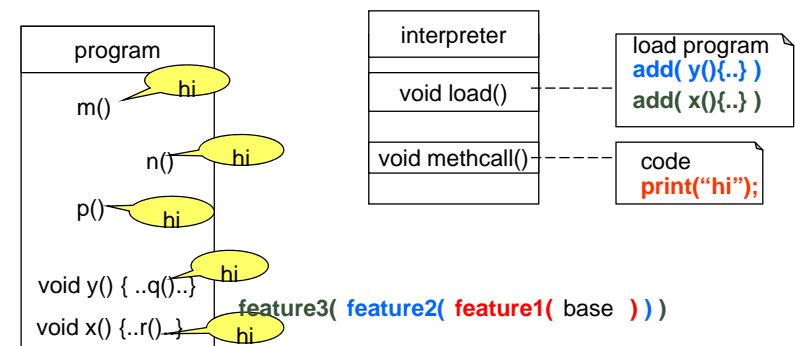 program
hi
m()
n()
hi
p()
hi
hi
void y() { ..q()..}
void x() {..r()..}
hi
interpreter
void load()
void methcall()
load program
add( y(){..} )
add( x(){..} )
code
print(“hi”);
feature3( feature2( feature1( base ) ) )